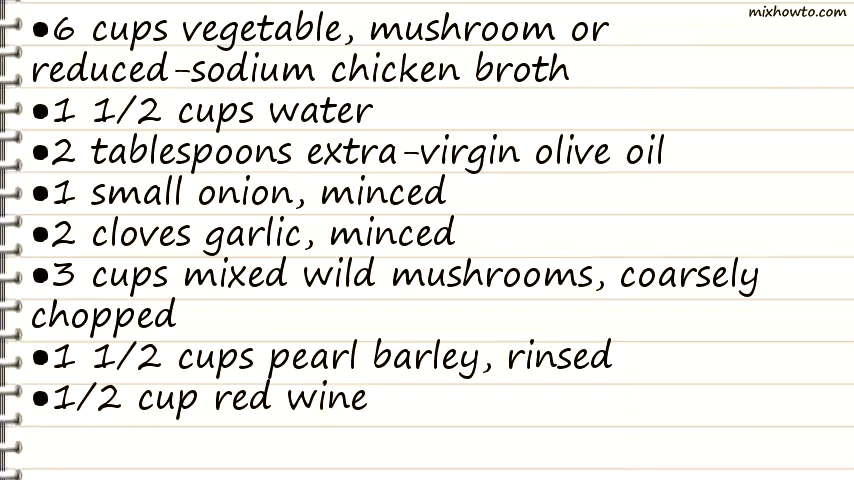 mixhowto.com
●6 cups vegetable, mushroom or
reduced-sodium chicken broth
●1 1/2 cups water
●2 tablespoons extra-virgin olive oil
●1 small onion, minced
●2 cloves garlic, minced
●3 cups mixed wild mushrooms, coarsely
chopped
●1 1/2 cups pearl barley, rinsed
●1/2 cup red wine